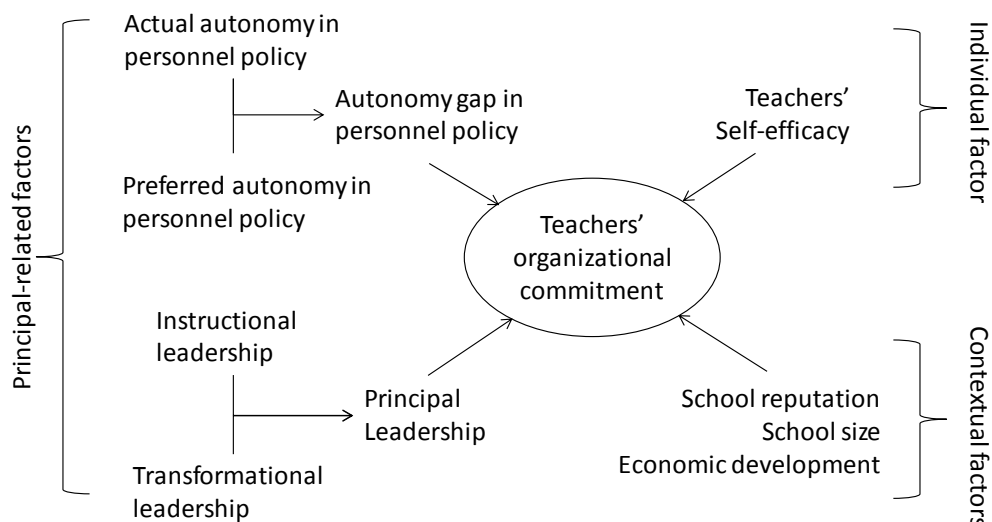 Principal-related factors
Actual autonomy in
personnel policy
Autonomy gap in
personnel policy
Preferred autonomy in
personnel policy
Instructional
leadership
Principal
Leadership
Transformational
leadership
Teachers’
organizational
commitment
Teachers’
Self-efficacy
Individual factor
School reputation
School size
Economic development
Contextual factors